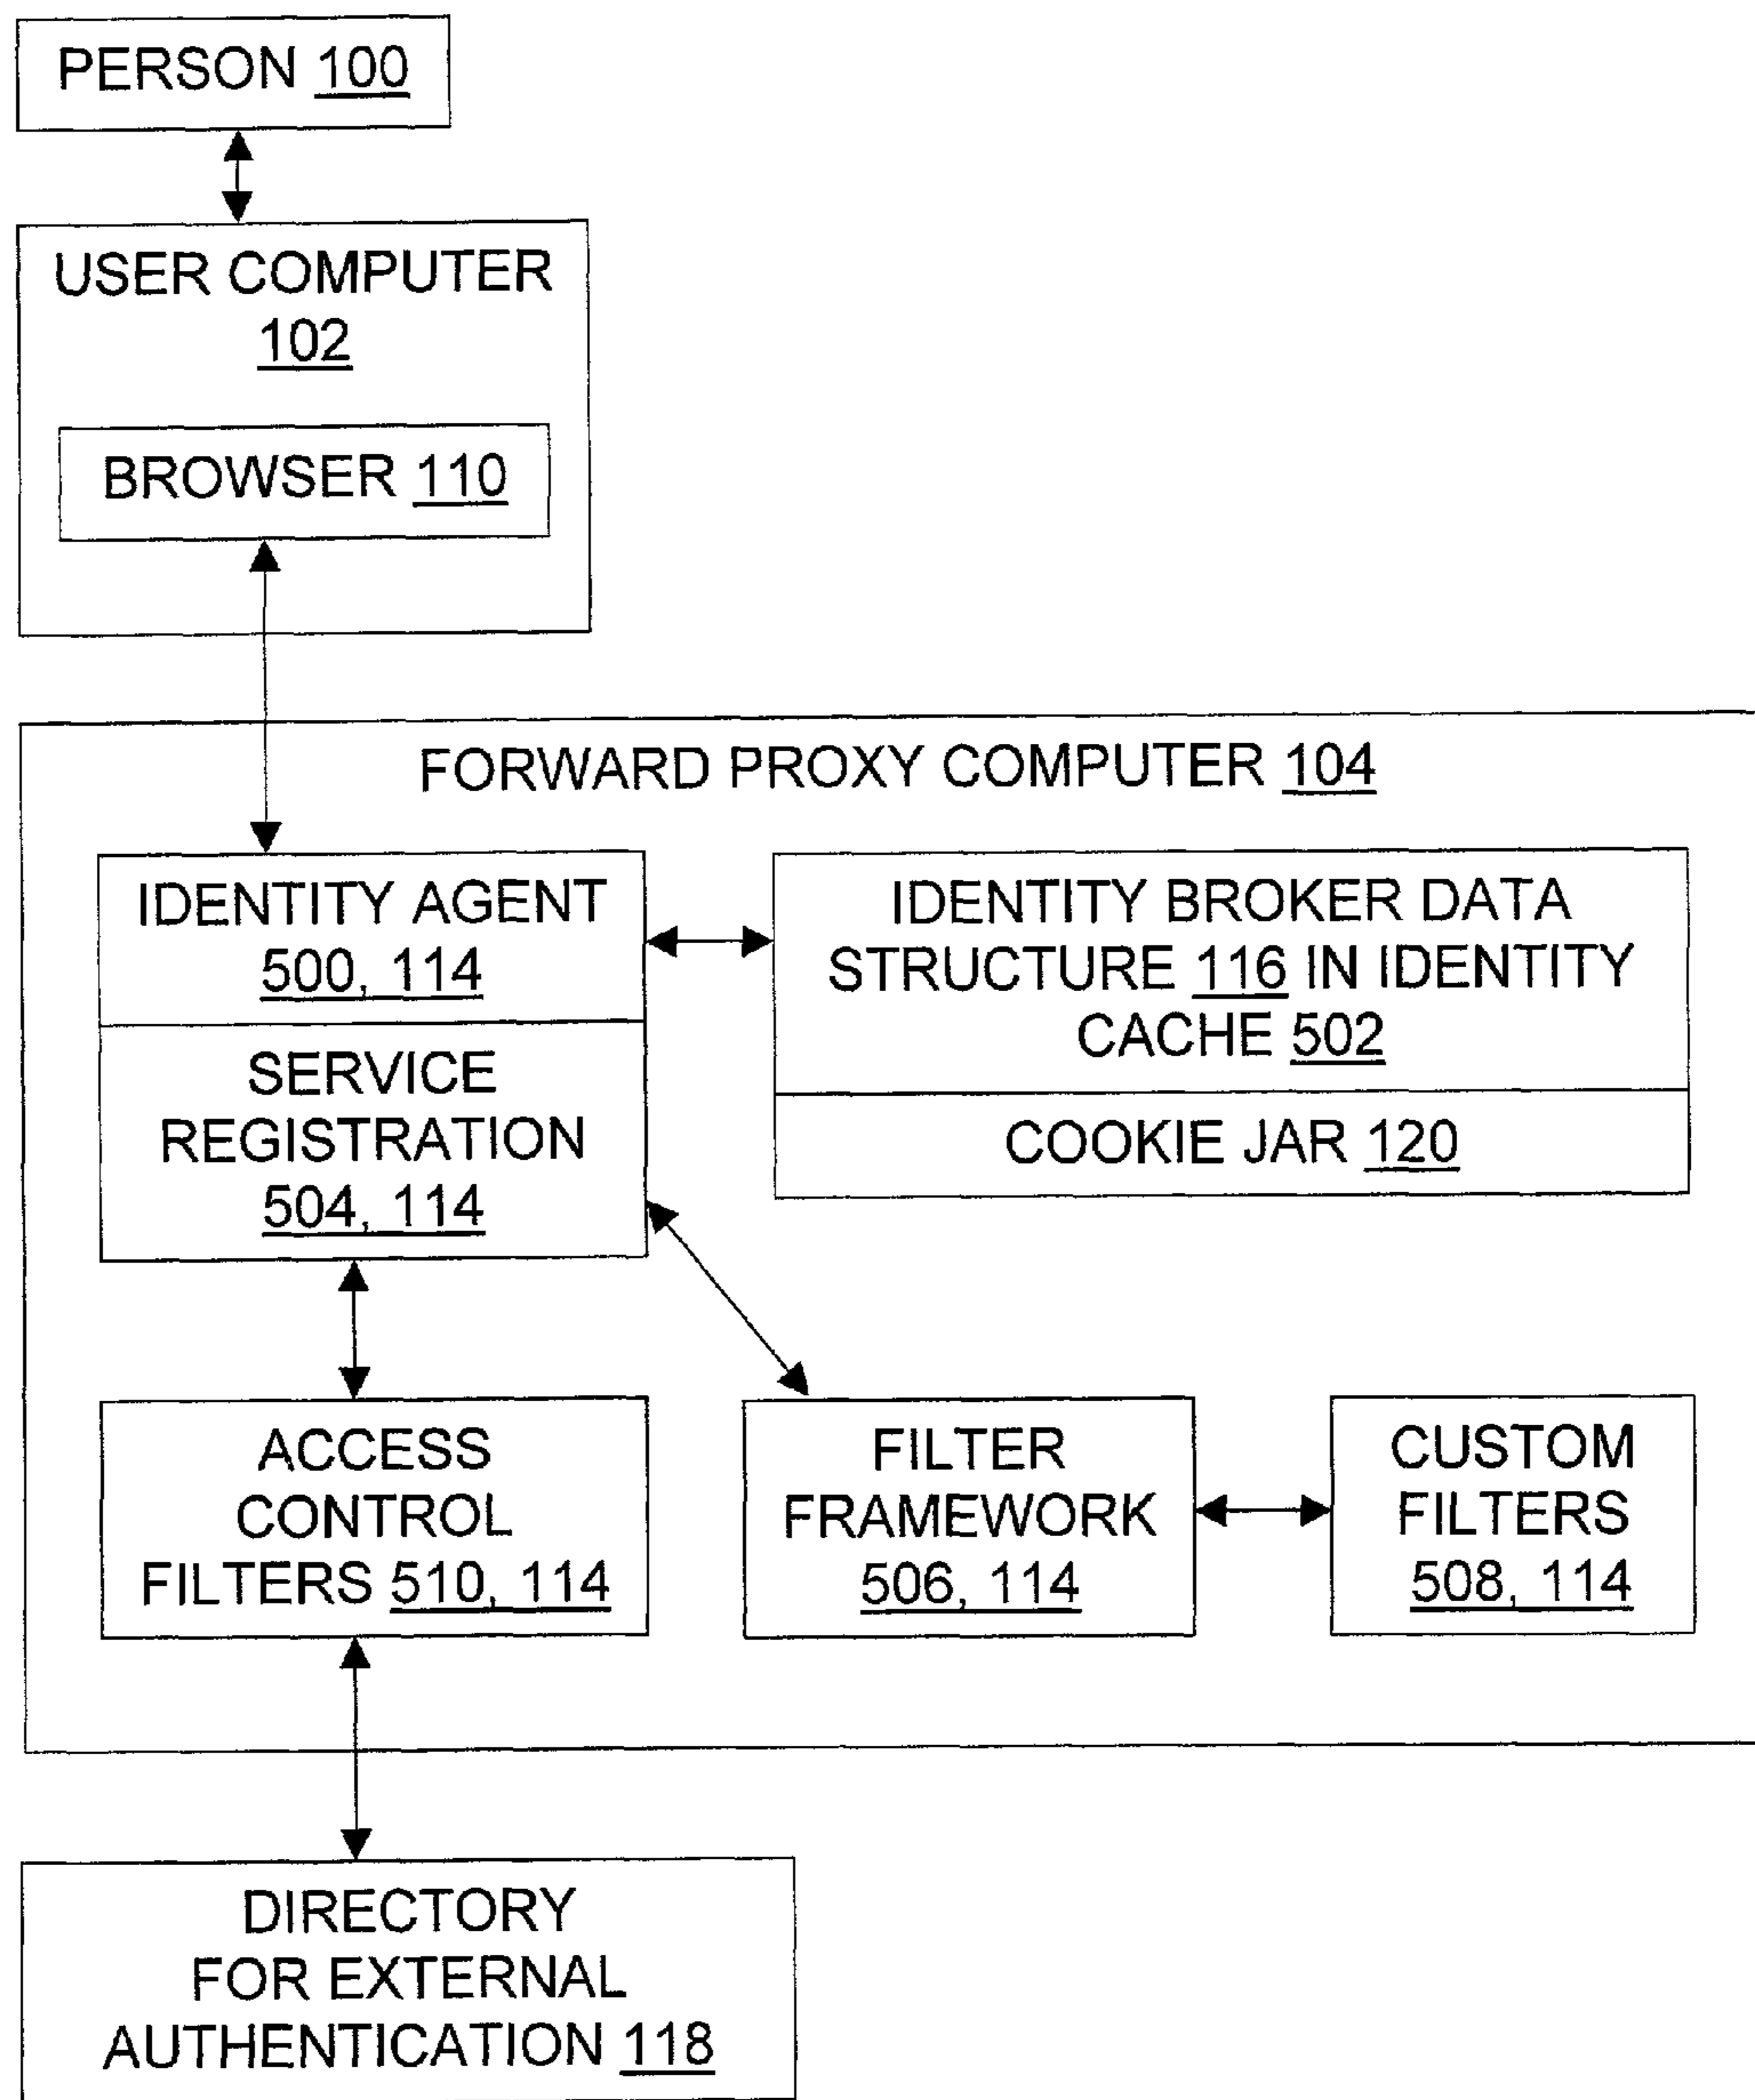 PERSON 100
USER COMPUTER
102
BROWSER 110
FORWARD PROXY COMPUTER 104
IDENTITY AGENT
500, 114
IDENTITY BROKER DATA
STRUCTURE 116 IN IDENTITY
CACHE 502
SERVICE
REGISTRATION
504, 114
COOKIE JAR 120
ACCESS
CONTROL
FILTERS 510, 114
FILTER
FRAMEWORK
506, 114
CUSTOM
FILTERS
508, 114
DIRECTORY
FOR EXTERNAL
AUTHENTICATION 118